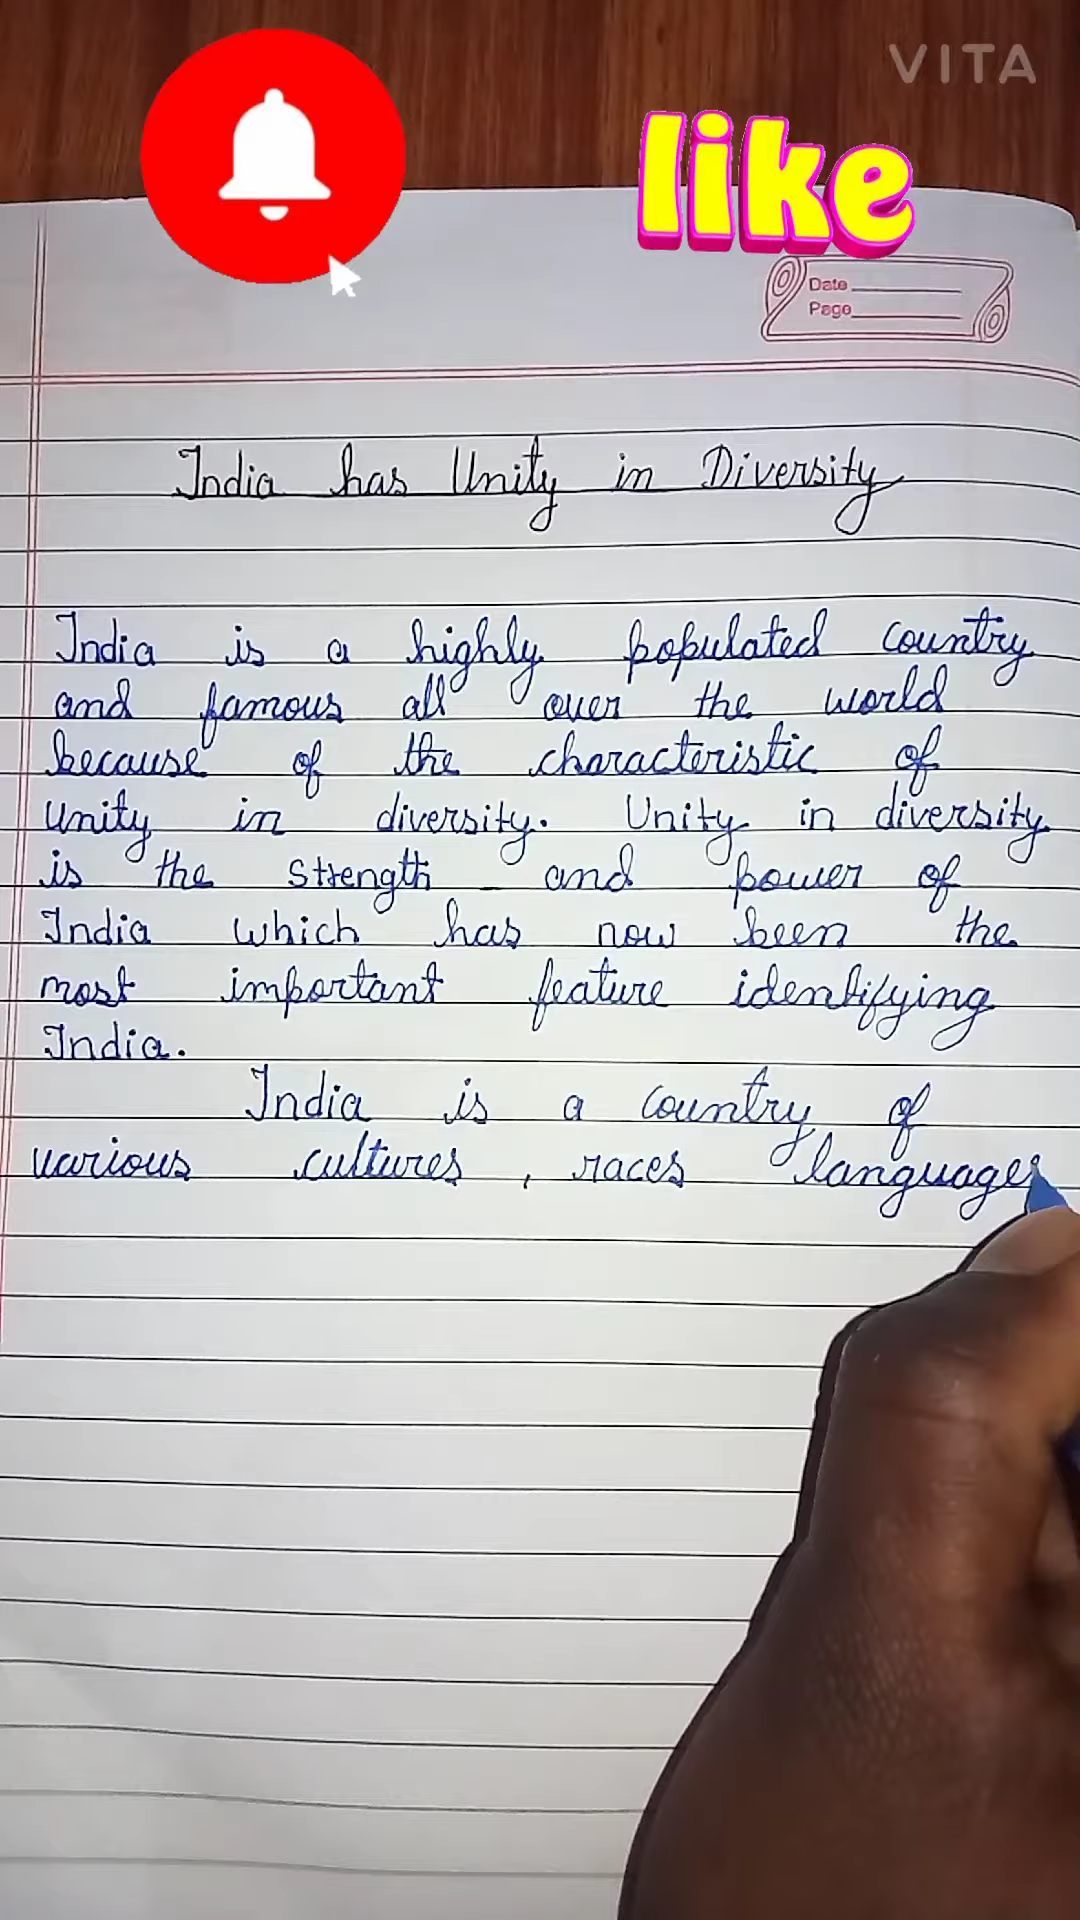 VITA
like
Date
Page
India has Unity in Diversity
India is a highly populated country
and famous all over the world
because of the characteristic of
unity in diversity. Unity in diversity
is the strength and power of
India which has now been the
most important feature identifying
India.
India is a country of
various cultures, races languages